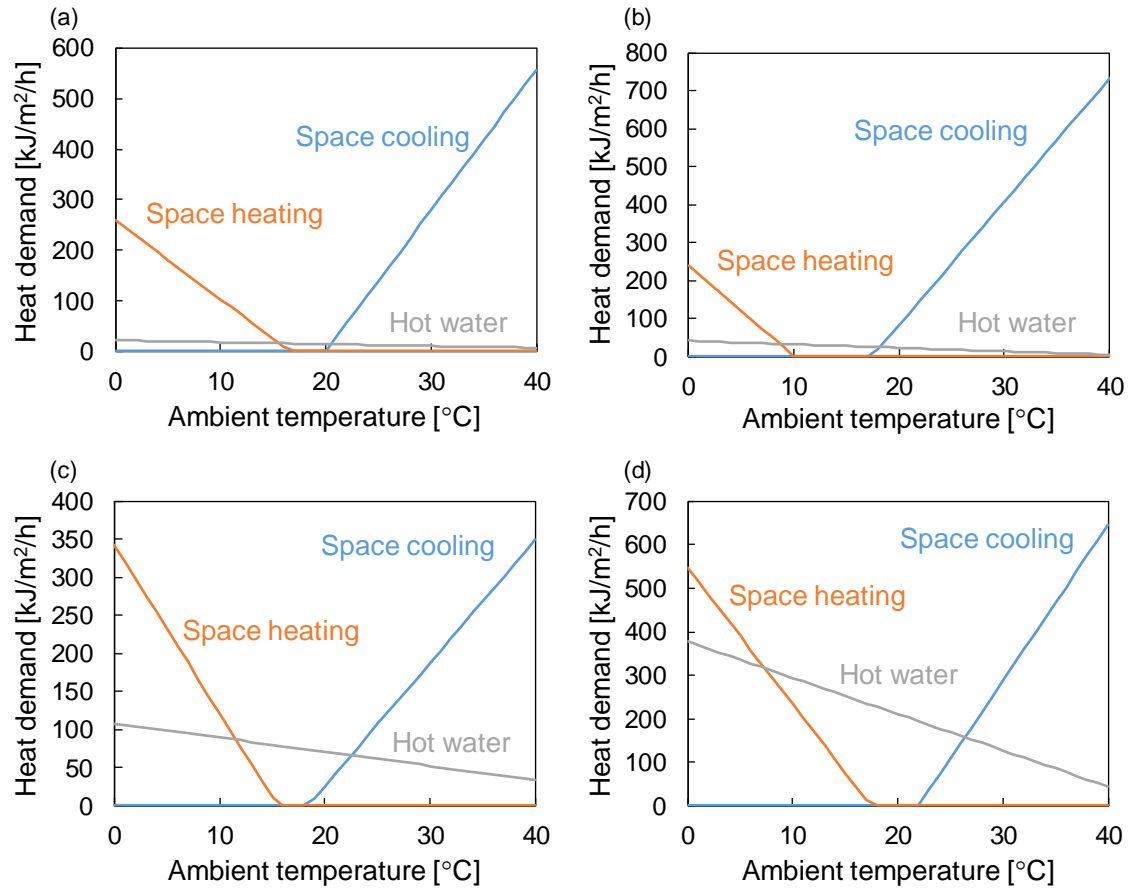 (a)
600
500
400
300
200
100
0
Heat demand [kJ/m²/h]
Space cooling
Space heating
Hot water
0 10 20 30 40
Ambient temperature [°C]
(b)
800
700
600
500
400
300
200
100
0
Heat demand [kJ/m²/h]
Space cooling
Space heating
Hot water
0 10 20 30 40
Ambient temperature [°C]
(c)
400
350
300
250
200
150
100
50
0
Heat demand [kJ/m²/h]
Space cooling
Space heating
Hot water
0 10 20 30 40
Ambient temperature [°C]
(d)
700
600
500
400
300
200
100
0
Heat demand [kJ/m²/h]
Space cooling
Space heating
Hot water
0 10 20 30 40
Ambient temperature [°C]